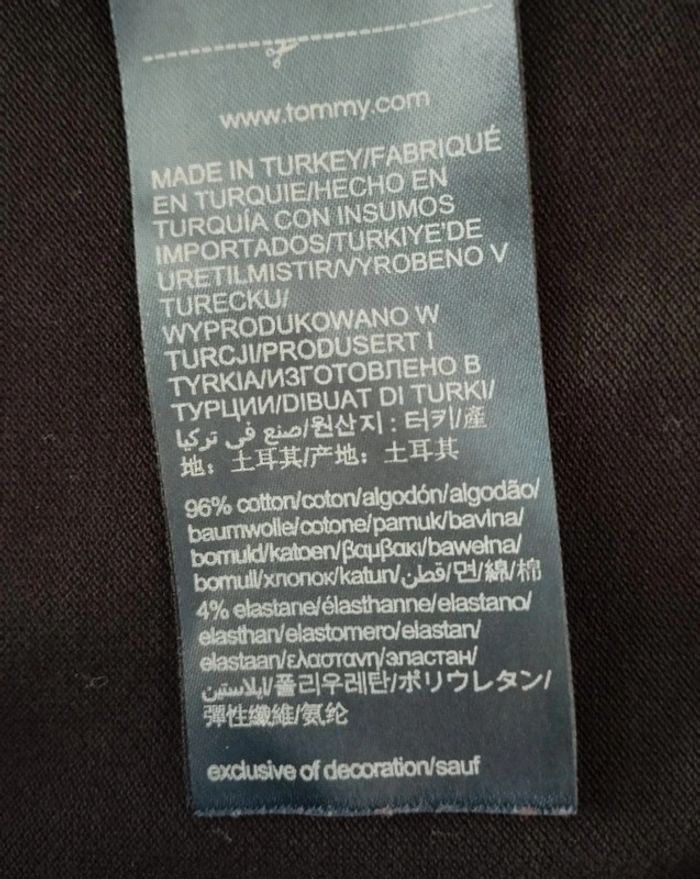 www.tommy.com
MADE IN TURKEY/FABRIQUÉ
EN TURQUIE/HECHO EN
TURQUÍA CON INSUMOS
IMPORTADOS/TURKIYE'DE
URETILMISTIR/VYROBENO V
TURECKU/
WYPRODUKOWANO W
TURCJI/PRODUSERT I
TYRKIA/ИЗГОТОВЛЕНО В
ТУРЦИИ/DIBUAT DI TURKI/
صنع في تركيا/원산지 : 터키/產
地：土耳其/产地：土耳其
96% cotton/coton/algodón/algodão/
baumwolle/cotone/pamuk/bavlna/
bomuld/katoen/βαμβακι/bawełna/
bomull/хлопок/katun/قطن/면/綿/棉
4% elastane/élasthanne/elastano/
elasthan/elastomero/elastan/
elastaan/ελαστανη/эластан/
ايلاستين/폴리우레탄/ポリウレタン/
彈性纖維/氨纶
exclusive of decoration/sauf